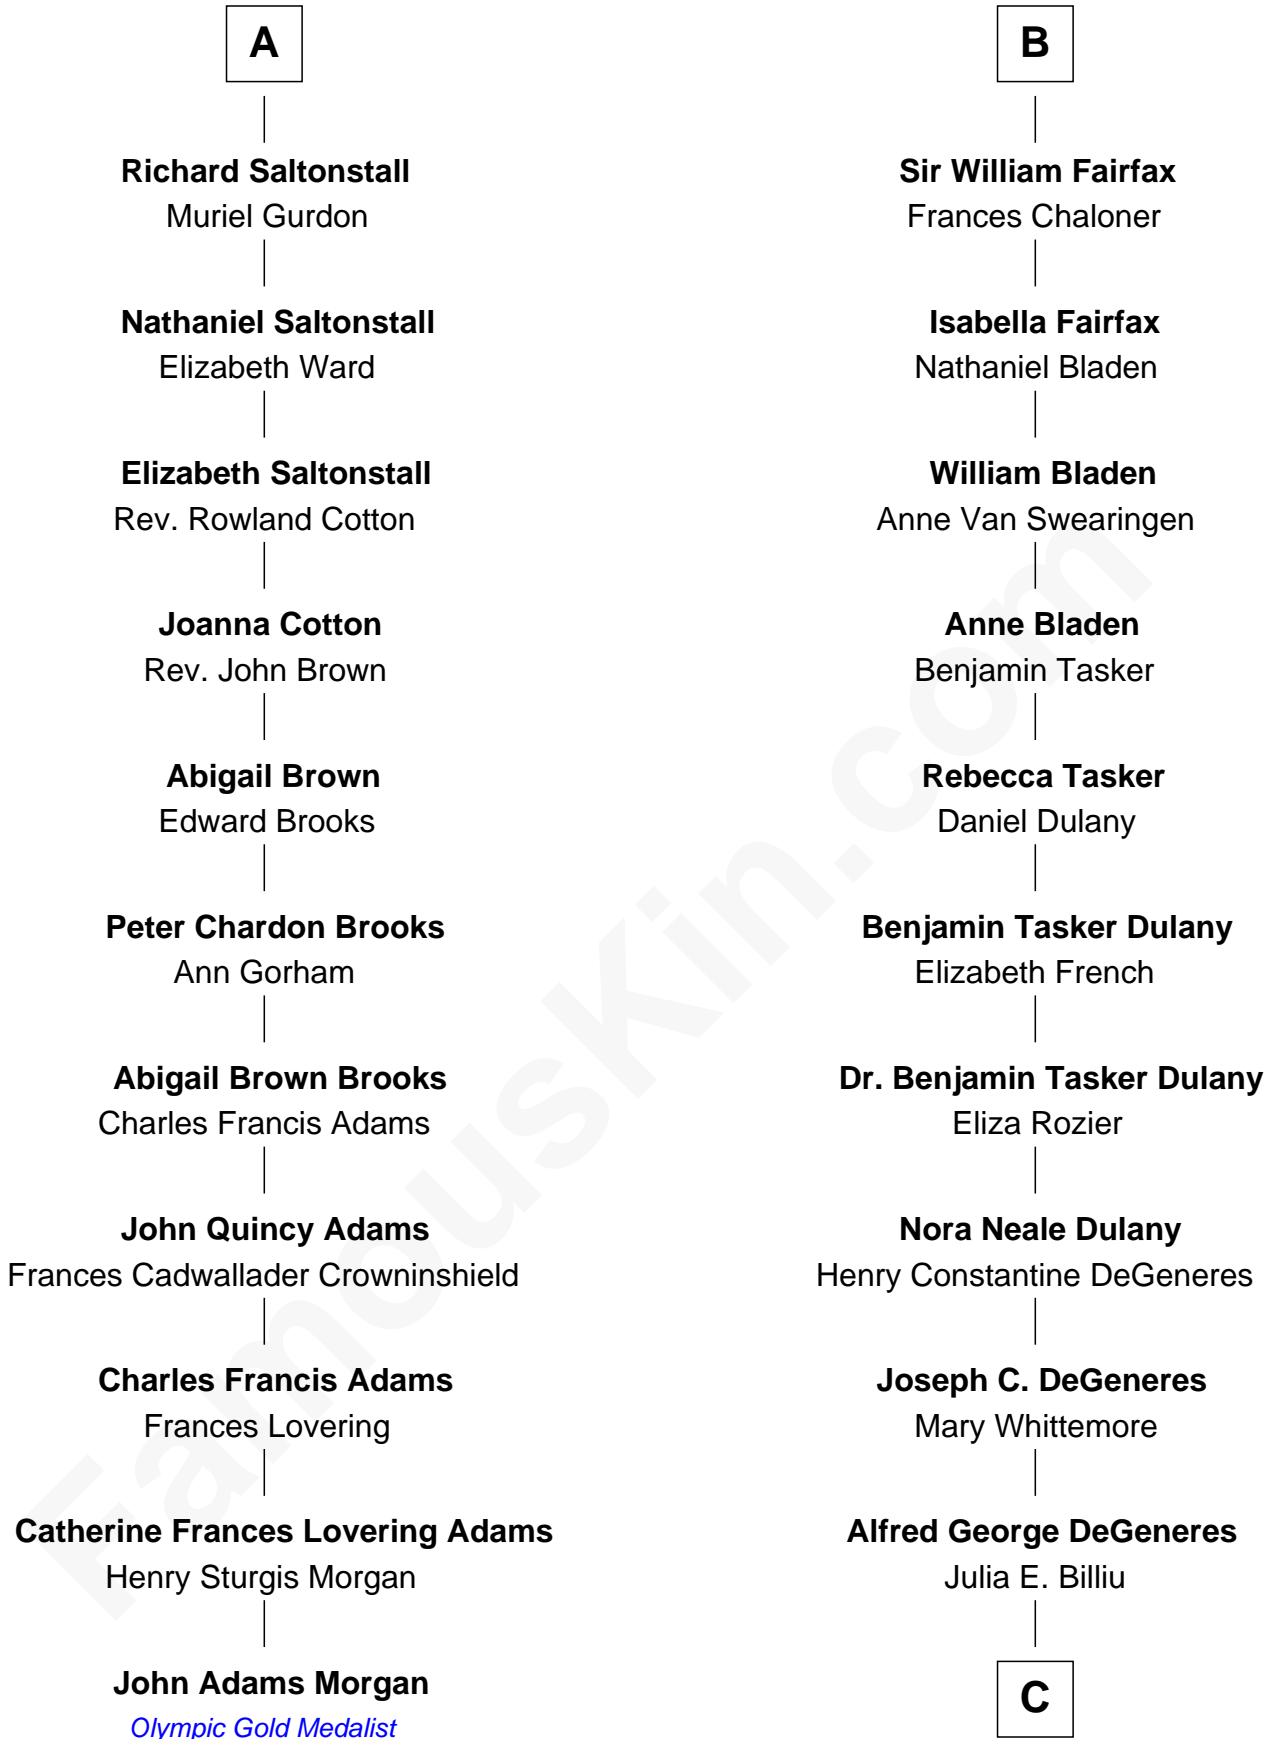 A
Richard Saltonstall
Muriel Gurdon
Nathaniel Saltonstall
Elizabeth Ward
Elizabeth Saltonstall
Rev. Rowland Cotton
Joanna Cotton
Rev. John Brown
Abigail Brown
Edward Brooks
Peter Chardon Brooks
Ann Gorham
Abigail Brown Brooks
Charles Francis Adams
John Quincy Adams
Frances Cadwallader Crowninshield
Charles Francis Adams
Frances Lovering
Catherine Frances Lovering Adams
Henry Sturgis Morgan
John Adams Morgan
Olympic Gold Medalist
B
Sir William Fairfax
Frances Chaloner
Isabella Fairfax
Nathaniel Bladen
William Bladen
Anne Van Swearingen
Anne Bladen
Benjamin Tasker
Rebecca Tasker
Daniel Dulany
Benjamin Tasker Dulany
Elizabeth French
Dr. Benjamin Tasker Dulany
Eliza Rozier
Nora Neale Dulany
Henry Constantine DeGeneres
Joseph C. DeGeneres
Mary Whittemore
Alfred George DeGeneres
Julia E. Billiu
C
FamousKin.com